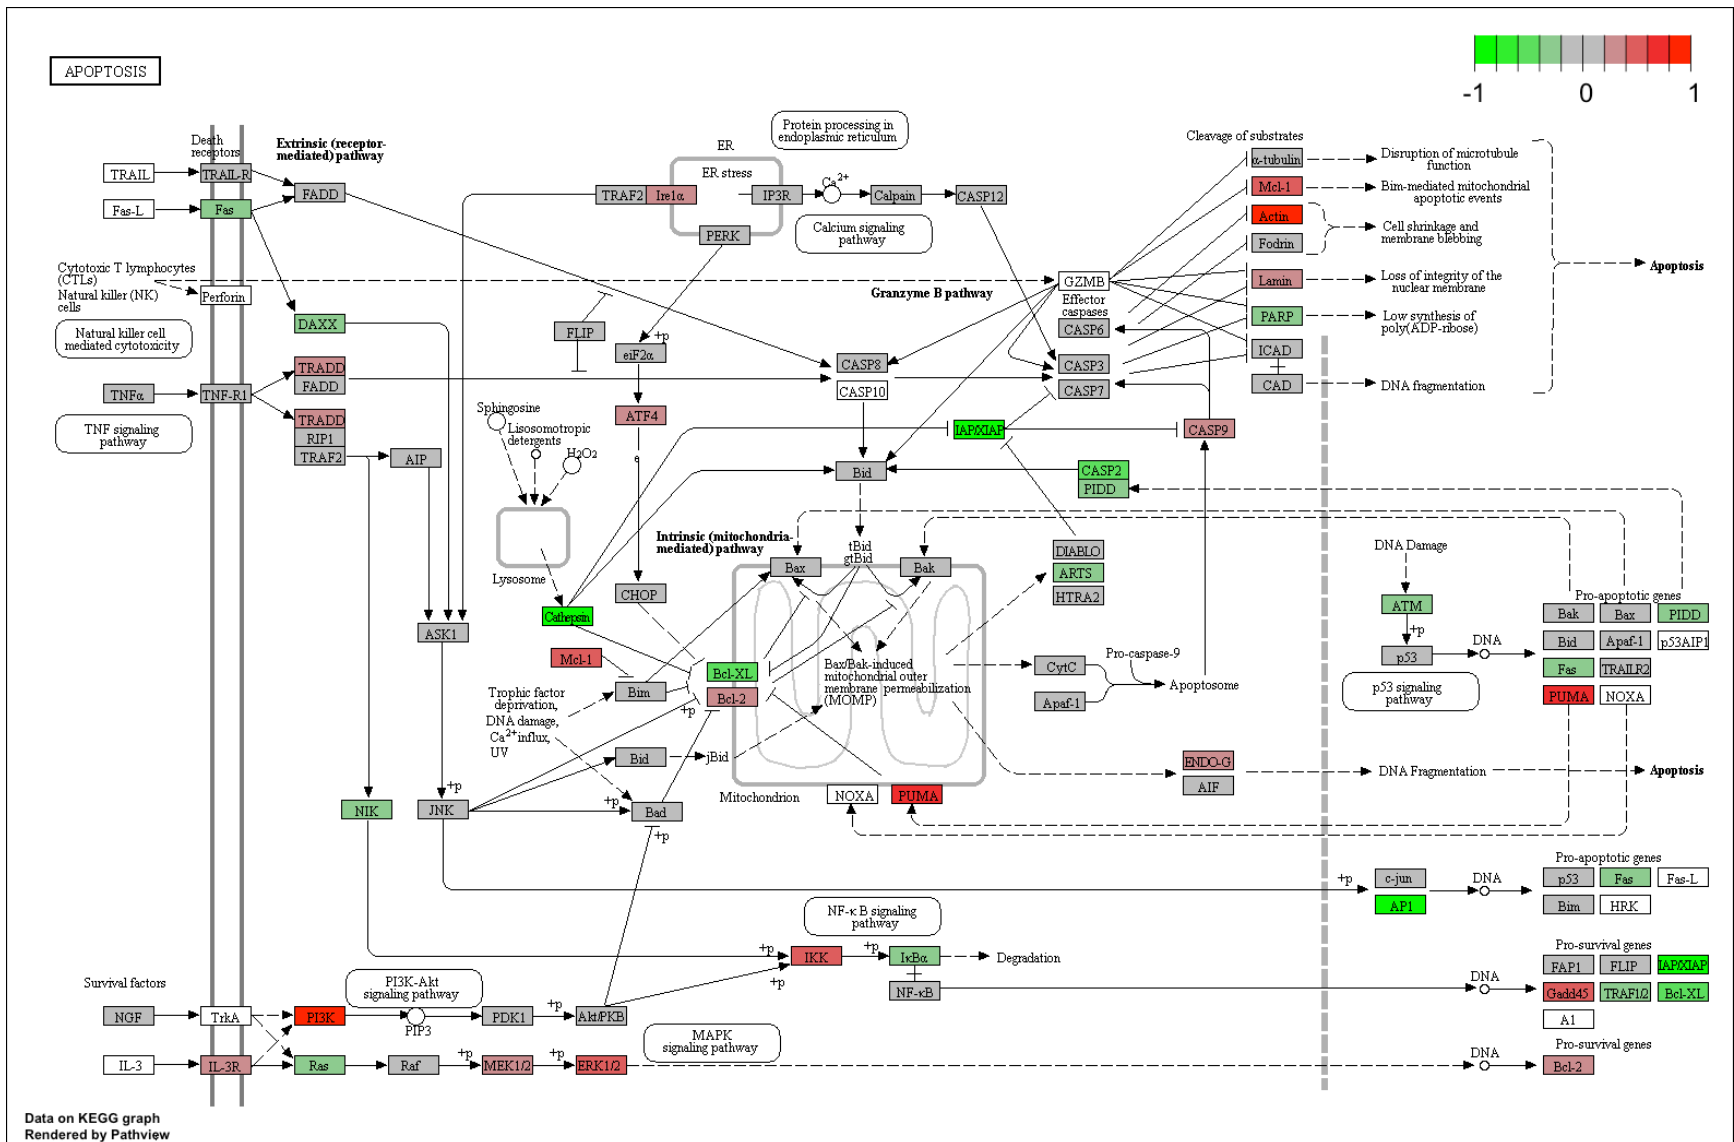 APOPTOSIS
-1
0
1
Death
receptors
Extrinsic (receptor-
mediated) pathway
TRAIL
TRAIL-R
FADD
Fas-L
Fas
Cytotoxic T lymphocytes
(CTLs)
Natural killer (NK)
cells
Perforin
Natural killer cell
mediated cytotoxicity
DAXX
TNFα
TNF-R1
TRADD
FADD
TRADD
RIP1
TRAF2
AIP
TNF signaling
pathway
Protein processing in
endoplasmic reticulum
ER
ER stress
TRAF2
Ire1α
IP3R
Ca2+
Calpain
CASP12
PERK
Calcium signaling
pathway
Granzyme B pathway
GZMB
Effector
caspases
CASP6
CASP3
CASP7
FLIP
+p
eiF2α
CASP8
CASP10
ATF4
e
CHOP
Sphingosine
Lisosomotropic
detergents
H2O2
Lysosome
Cathepsin
Cleavage of substrates
α-tubulin
Disruption of microtubule
function
Mcl-1
Bim-mediated mitochondrial
apoptotic events
Actin
Fodrin
Cell shrinkage and
membrane blebbing
Lamin
Loss of integrity of the
nuclear membrane
PARP
Low synthesis of
poly(ADP-ribose)
ICAD
CAD
DNA fragmentation
Apoptosis
IAP/XIAP
CASP9
Bid
CASP2
PIDD
Intrinsic (mitochondria-
mediated) pathway
tBid
gtBid
Bax
Bak
DIABLO
ARTS
HTRA2
ASK1
Mcl-1
Bim
Bcl-XL
Bcl-2
Bax/Bak-induced
mitochondrial outer
membrane permeabilization
(MOMP)
CytC
Apaf-1
Pro-caspase-9
Apoptosome
Trophic factor
deprivation,
DNA damage,
Ca2+influx,
UV
+p
Bid
jBid
+p
+p
Bad
+p
Mitochondrion
NOXA
PUMA
ENDO-G
AIF
DNA Fragmentation
Apoptosis
NIK
JNK
+p
DNA Damage
ATM
+p
p53
DNA
p53 signaling
pathway
Pro-apoptotic genes
Bak
Bax
PIDD
Bid
Apaf-1
p53AIP1
Fas
TRAILR2
PUMA
NOXA
+p
c-jun
AP1
DNA
Pro-apoptotic genes
p53
Fas
Fas-L
Bim
HRK
NF-κB signaling
pathway
+p
IKK
+p
IκBα
Degradation
+p
NF-κB
DNA
Pro-survival genes
FAP1
FLIP
IAP/XIAP
Gadd45
TRAF1/2
Bcl-XL
A1
Survival factors
NGF
TrkA
PI3K
PI3K-Akt
signaling pathway
PIP3
PDK1
+p
Akt/PKB
MAPK
signaling pathway
IL-3
IL-3R
Ras
Raf
+p
MEK1/2
+p
ERK1/2
DNA
Pro-survival genes
Bcl-2
Data on KEGG graph
Rendered by Pathview